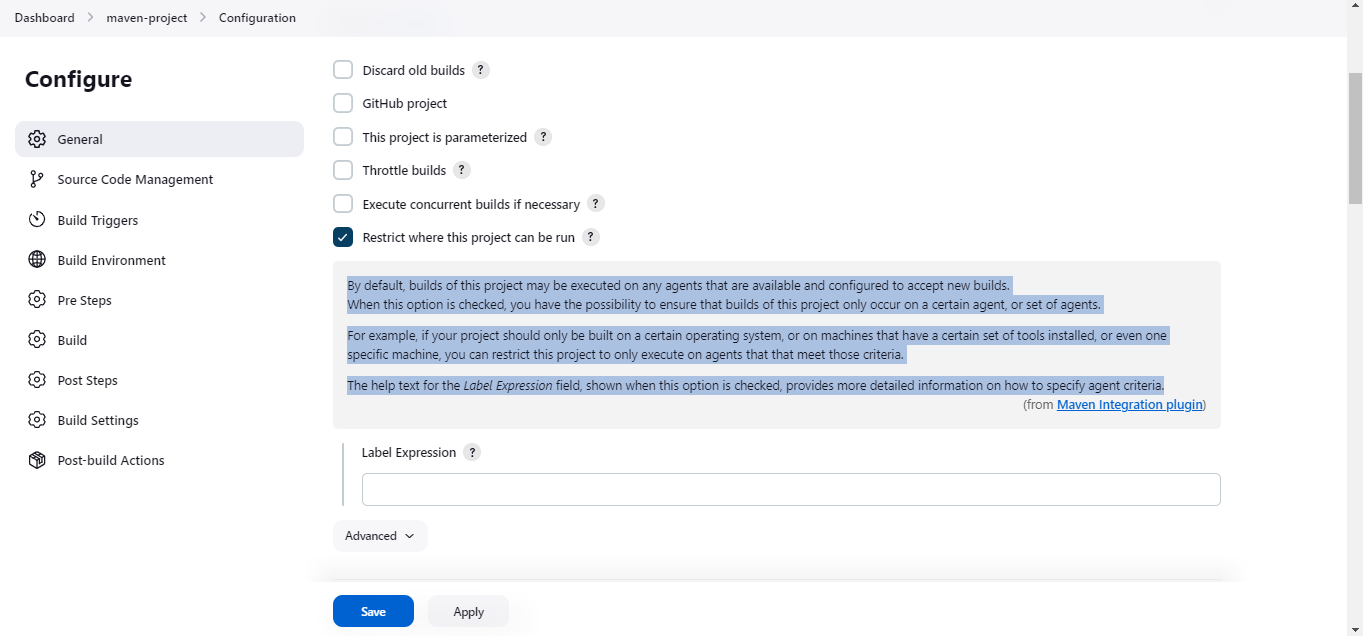 Dashboard > maven-project > Configuration
Configure
General
Source Code Management
Build Triggers
Build Environment
Pre Steps
Build
Post Steps
Build Settings
Post-build Actions
Discard old builds ?
GitHub project
This project is parameterized ?
Throttle builds ?
Execute concurrent builds if necessary ?
Restrict where this project can be run ?
By default, builds of this project may be executed on any agents that are available and configured to accept new builds.
When this option is checked, you have the possibility to ensure that builds of this project only occur on a certain agent, or set of agents.
For example, if your project should only be built on a certain operating system, or on machines that have a certain set of tools installed, or even one
specific machine, you can restrict this project to only execute on agents that that meet those criteria.
The help text for the Label Expression field, shown when this option is checked, provides more detailed information on how to specify agent criteria.
(from Maven Integration plugin)
Label Expression ?
Advanced
Save Apply